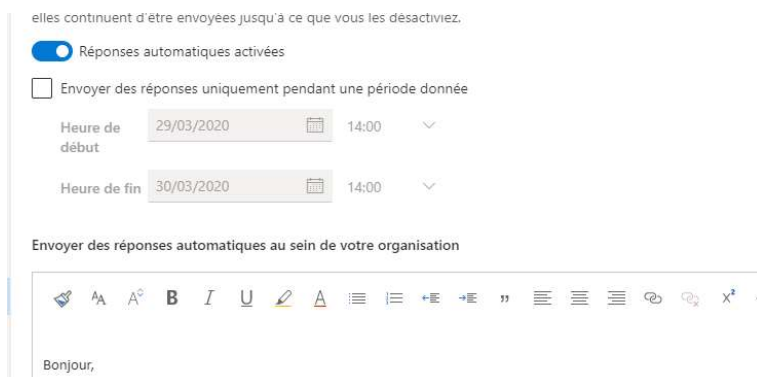 elles continuent d'être envoyées jusqu'à ce que vous les désactiviez.
Réponses automatiques activées
Envoyer des réponses uniquement pendant une période donnée
Heure de début 29/03/2020 14:00
Heure de fin 30/03/2020 14:00
Envoyer des réponses automatiques au sein de votre organisation
Bonjour,